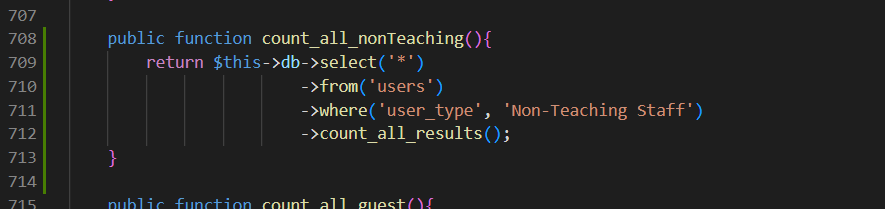 707
708 public function count_all_nonTeaching(){
709 return $this->db->select('*')
710 ->from('users')
711 ->where('user_type', 'Non-Teaching Staff')
712 ->count_all_results();
713 }
714
715 public function count_all_guest(){